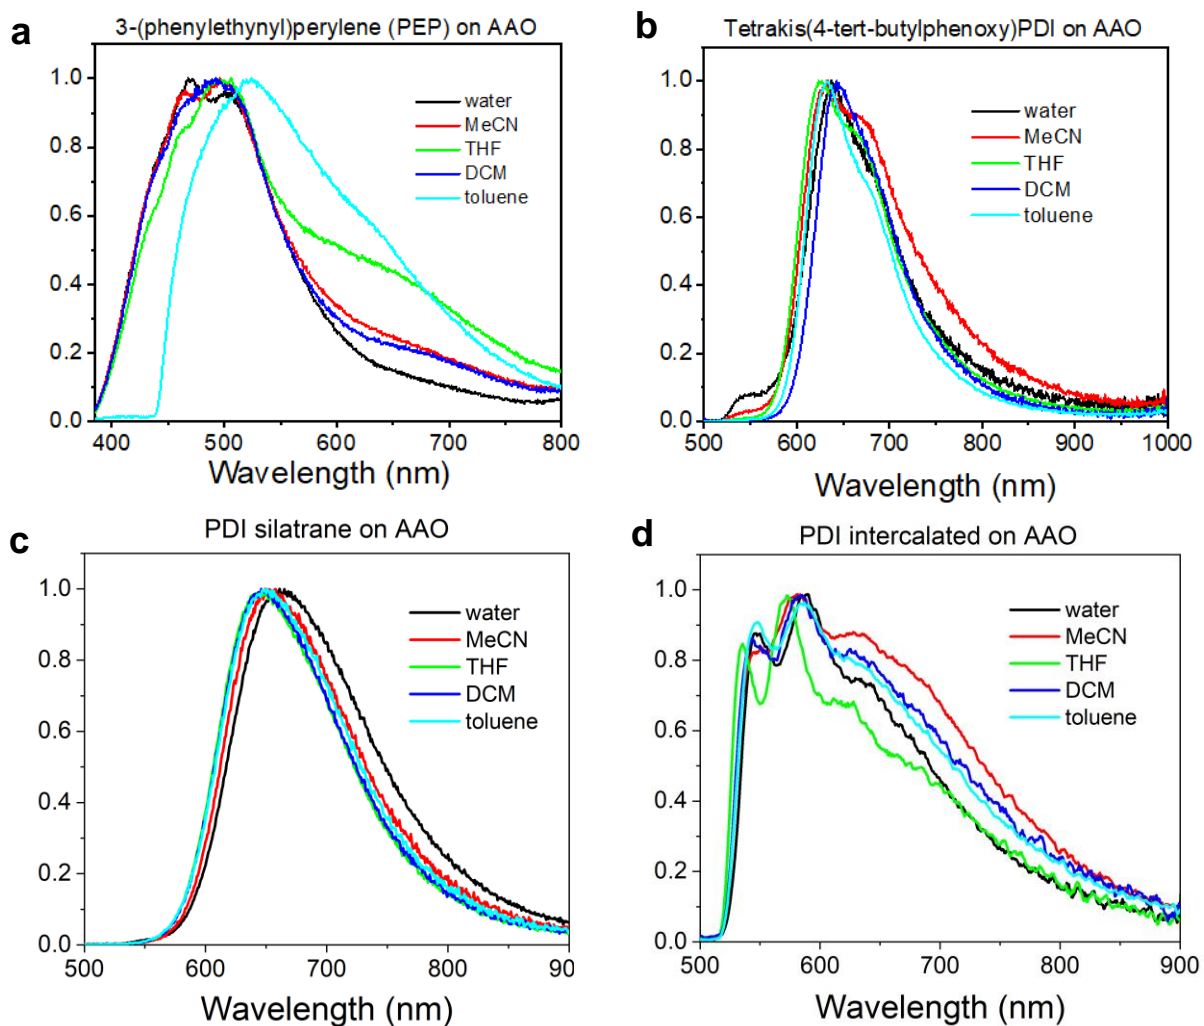 a
3-(phenylethynyl)perylene (PEP) on AAO
1.0
0.8
0.6
0.4
0.2
0.0
water
MeCN
THF
DCM
toluene
400 500 600 700 800
Wavelength (nm)
b
Tetrakis(4-tert-butylphenoxy)PDI on AAO
1.0
0.8
0.6
0.4
0.2
0.0
water
MeCN
THF
DCM
toluene
500 600 700 800 900 1000
Wavelength (nm)
c
PDI silatrane on AAO
1.0
0.8
0.6
0.4
0.2
0.0
water
MeCN
THF
DCM
toluene
500 600 700 800 900
Wavelength (nm)
d
PDI intercalated on AAO
1.0
0.8
0.6
0.4
0.2
0.0
water
MeCN
THF
DCM
toluene
500 600 700 800 900
Wavelength (nm)